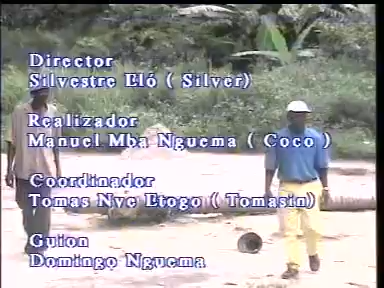 Director
Silvestre Eló ( Silver)
Realizador
Manuel Mba Nguema ( Coco )
Coordinador
Tomas Nve Etogo ( Tomasin)
Guion
Domingo Nguema